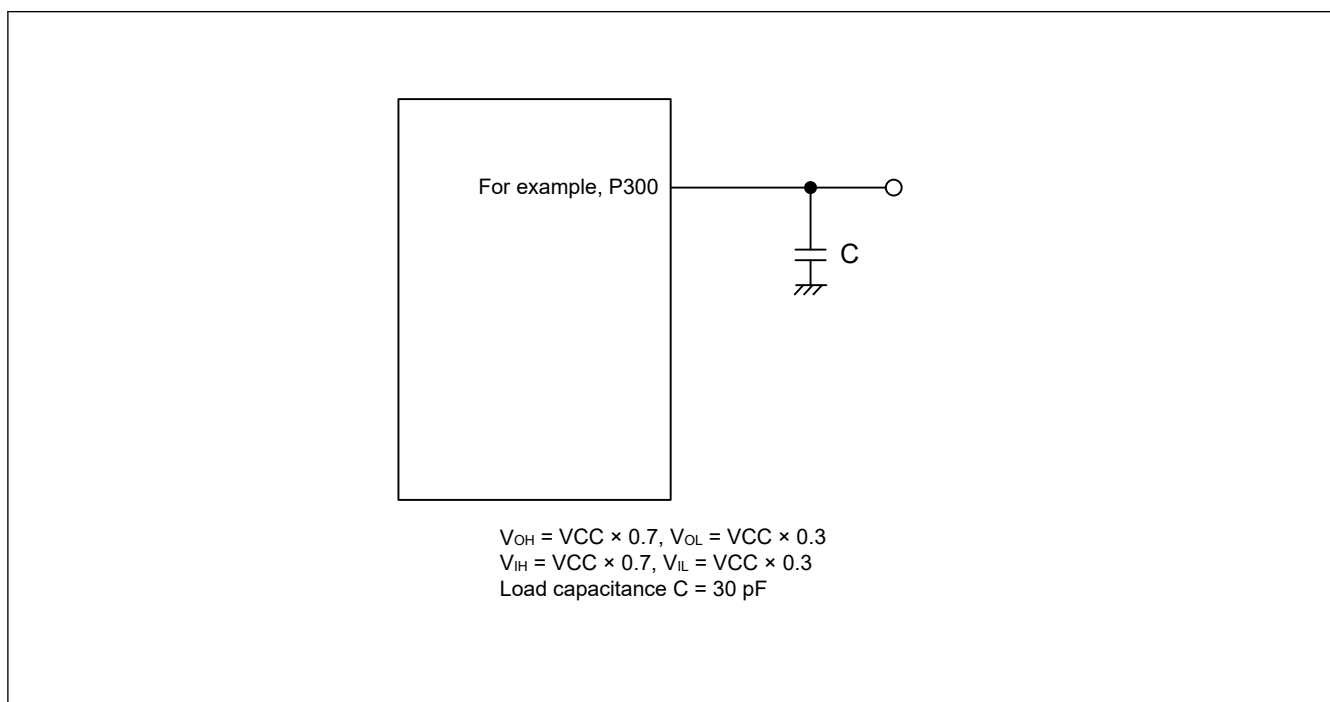 For example, P300
C
VOH = VCC × 0.7, VOL = VCC × 0.3
VIH = VCC × 0.7, VIL = VCC × 0.3
Load capacitance C = 30 pF